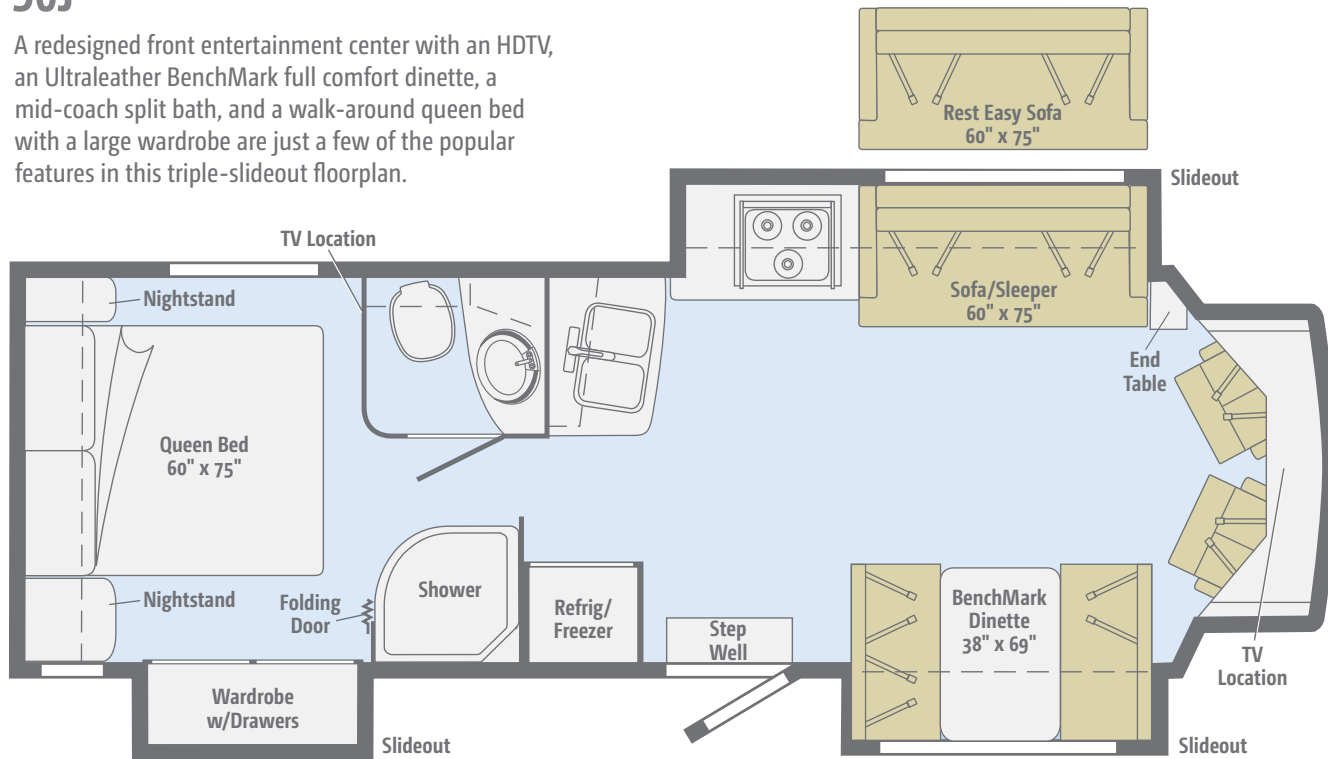 A redesigned front entertainment center with an HDTV,
an Ultraleather BenchMark full comfort dinette, a
mid-coach split bath, and a walk-around queen bed
with a large wardrobe are just a few of the popular
features in this triple-slideout floorplan.
Rest Easy Sofa
60" x 75"
Slideout
TV Location
Nightstand
Sofa/Sleeper
60" x 75"
End
Table
Queen Bed
60" x 75"
Nightstand
Folding
Door
Shower
Refrig/
Freezer
Step
Well
BenchMark
Dinette
38" x 69"
TV
Location
Wardrobe
w/Drawers
Slideout
Slideout